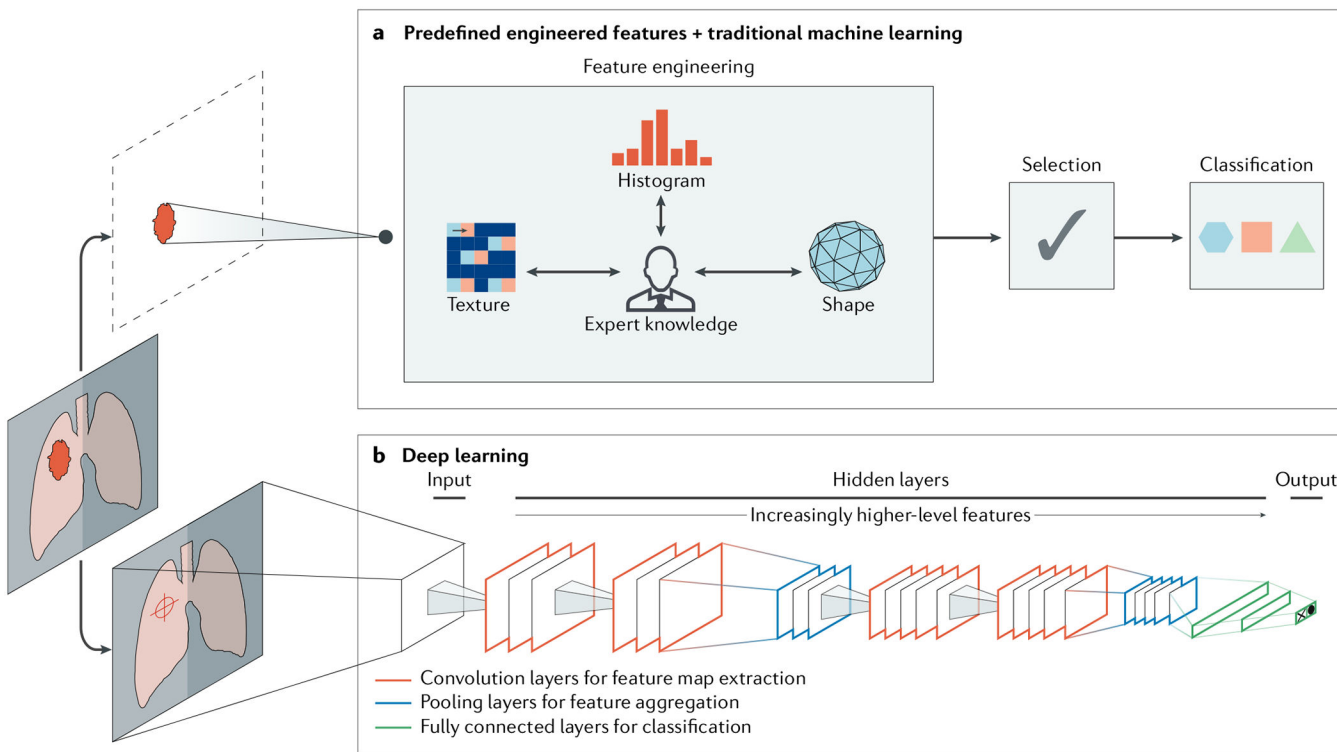 a Predefined engineered features + traditional machine learning
Feature engineering
Histogram
Texture
Expert knowledge
Shape
Selection
Classification
b Deep learning
Input
Hidden layers
Output
Increasingly higher-level features
Convolution layers for feature map extraction
Pooling layers for feature aggregation
Fully connected layers for classification